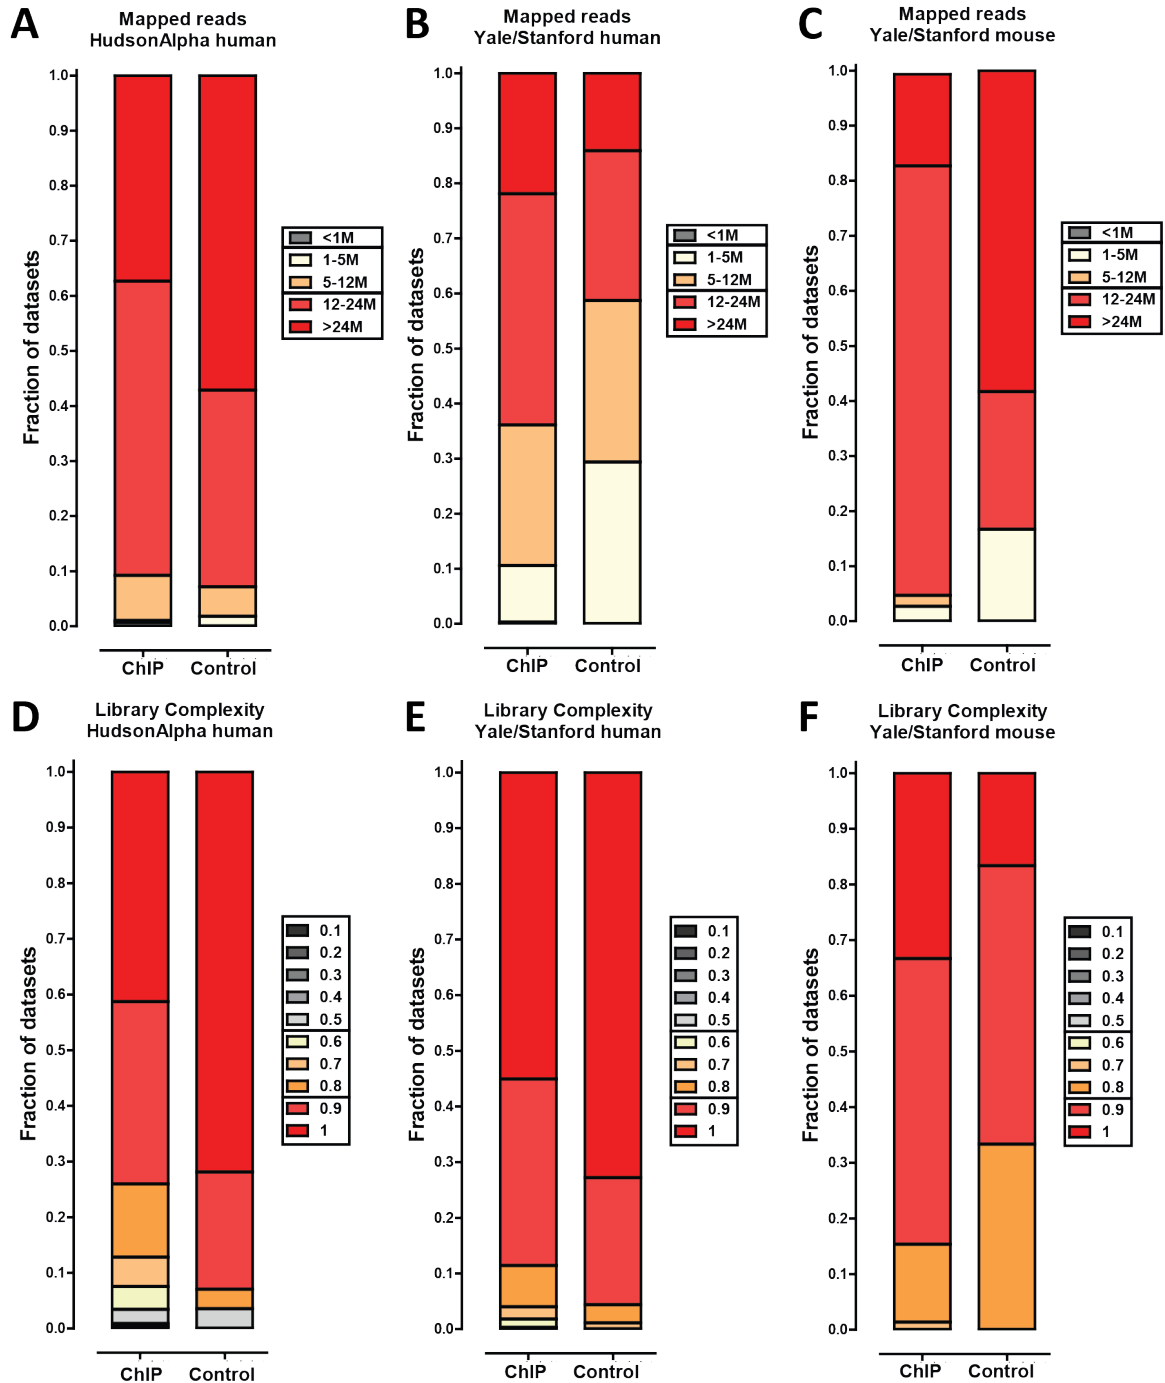 A
Mapped reads
HudsonAlpha human
Fraction of datasets
1.0
0.9
0.8
0.7
0.6
0.5
0.4
0.3
0.2
0.1
0.0
ChIP Control
<1M
1-5M
5-12M
12-24M
>24M
B
Mapped reads
Yale/Stanford human
Fraction of datasets
1.0
0.9
0.8
0.7
0.6
0.5
0.4
0.3
0.2
0.1
0.0
ChIP Control
<1M
1-5M
5-12M
12-24M
>24M
C
Mapped reads
Yale/Stanford mouse
Fraction of datasets
1.0
0.9
0.8
0.7
0.6
0.5
0.4
0.3
0.2
0.1
0.0
ChIP Control
<1M
1-5M
5-12M
12-24M
>24M
D
Library Complexity
HudsonAlpha human
Fraction of datasets
1.0
0.9
0.8
0.7
0.6
0.5
0.4
0.3
0.2
0.1
0.0
ChIP Control
0.1
0.2
0.3
0.4
0.5
0.6
0.7
0.8
0.9
1
E
Library Complexity
Yale/Stanford human
Fraction of datasets
1.0
0.9
0.8
0.7
0.6
0.5
0.4
0.3
0.2
0.1
0.0
ChIP Control
0.1
0.2
0.3
0.4
0.5
0.6
0.7
0.8
0.9
1
F
Library Complexity
Yale/Stanford mouse
Fraction of datasets
1.0
0.9
0.8
0.7
0.6
0.5
0.4
0.3
0.2
0.1
0.0
ChIP Control
0.1
0.2
0.3
0.4
0.5
0.6
0.7
0.8
0.9
1